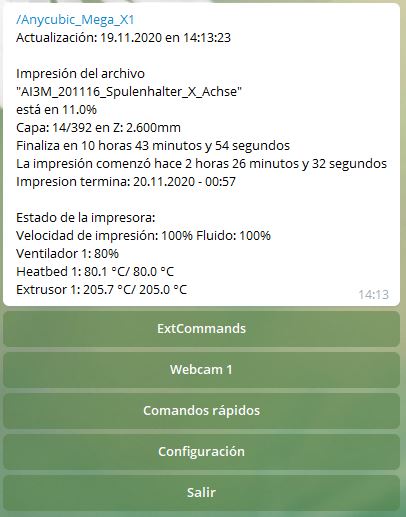 /Anycubic_Mega_X1
Actualización: 19.11.2020 en 14:13:23
Impresión del archivo
"AI3M_201116_Spulenhalter_X_Achse"
está en 11.0%
Capa: 14/392 en Z: 2.600mm
Finaliza en 10 horas 43 minutos y 54 segundos
La impresión comenzó hace 2 horas 26 minutos y 32 segundos
Impresion termina: 20.11.2020 - 00:57
Estado de la impresora:
Velocidad de impresión: 100% Fluido: 100%
Ventilador 1: 80%
Heatbed 1: 80.1 °C/ 80.0 °C
Extrusor 1: 205.7 °C/ 205.0 °C
14:13
ExtCommands
Webcam 1
Comandos rápidos
Configuración
Salir